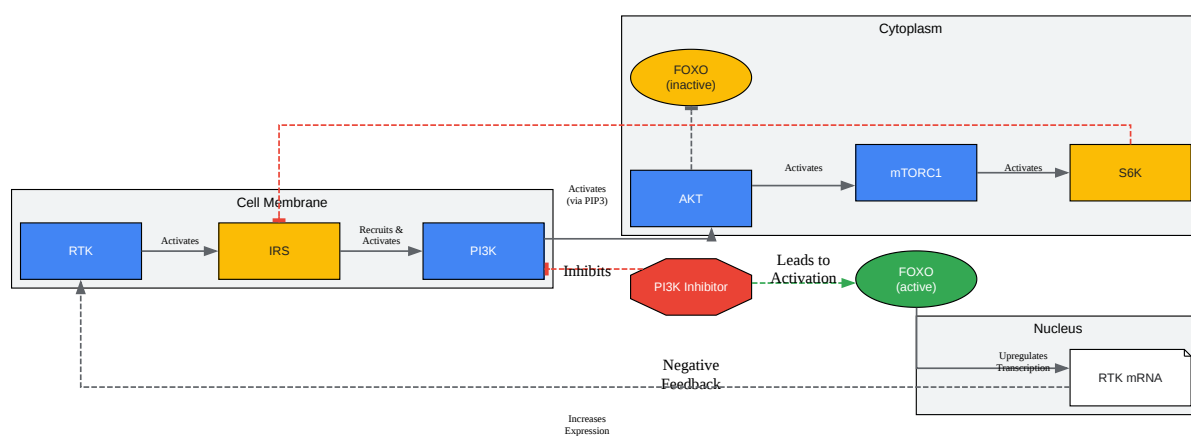 Cytoplasm
FOXO
(inactive)
Activates
mTORC1
Activates
S6K
AKT
Activates
(via PIP3)
Cell Membrane
RTK
Activates
IRS
Recruits &
Activates
PI3K
Inhibits
PI3K Inhibitor
Leads to
Activation
FOXO
(active)
Nucleus
Upregulates
Transcription
RTK mRNA
Negative
Feedback
Increases
Expression